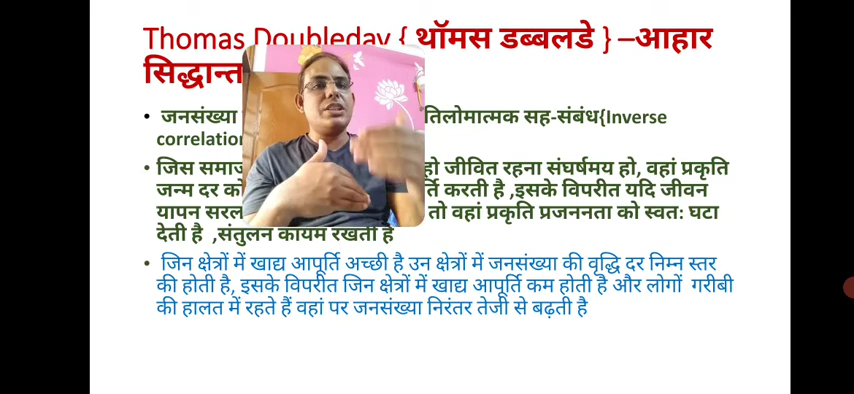 Thomas Doubleday { थॉमस डब्बलडे } –आहार
सिद्धान्त
• जनसंख्या तिलोमात्मक सह-संबंध{Inverse
correlation
• जिस समाज हो जीवित रहना संघर्षमय हो, वहां प्रकृति
जन्म दर को र्ति करती है ,इसके विपरीत यदि जीवन
यापन सरल तो वहां प्रकृति प्रजननता को स्वत: घटा
देती है ,संतुलन कायम रखती है
• जिन क्षेत्रों में खाद्य आपूर्ति अच्छी है उन क्षेत्रों में जनसंख्या की वृद्धि दर निम्न स्तर
की होती है, इसके विपरीत जिन क्षेत्रों में खाद्य आपूर्ति कम होती है और लोगों गरीबी
की हालत में रहते हैं वहां पर जनसंख्या निरंतर तेजी से बढ़ती है